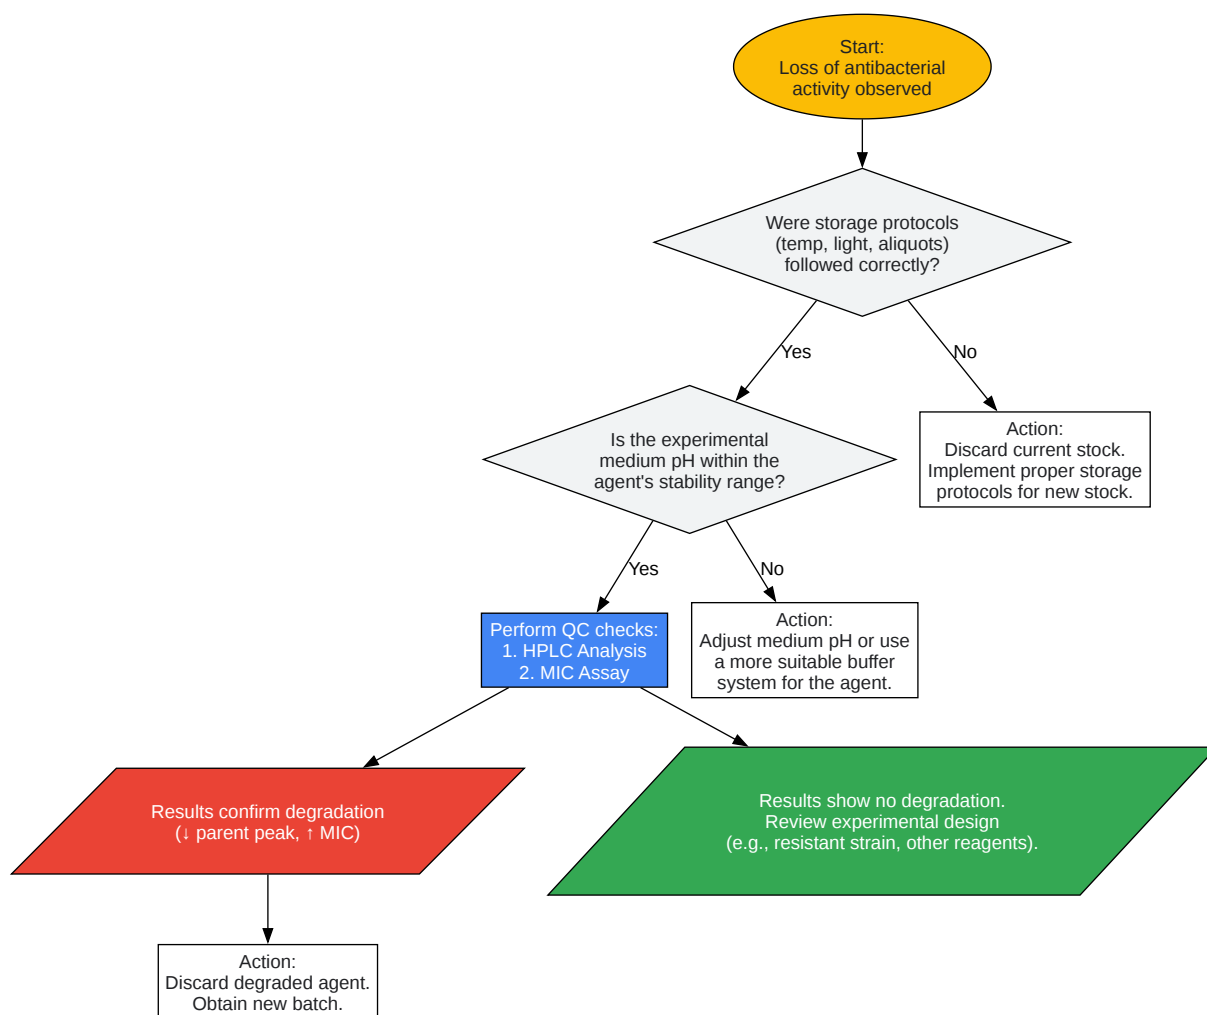 Start:
Loss of antibacterial
activity observed
Were storage protocols
(temp, light, aliquots)
followed correctly?
Yes
No
Is the experimental
medium pH within the
agent's stability range?
Action:
Discard current stock.
Implement proper storage
protocols for new stock.
Yes
No
Perform QC checks:
1. HPLC Analysis
2. MIC Assay
Action:
Adjust medium pH or use
a more suitable buffer
system for the agent.
Results confirm degradation
(↓ parent peak, ↑ MIC)
Results show no degradation.
Review experimental design
(e.g., resistant strain, other reagents).
Action:
Discard degraded agent.
Obtain new batch.